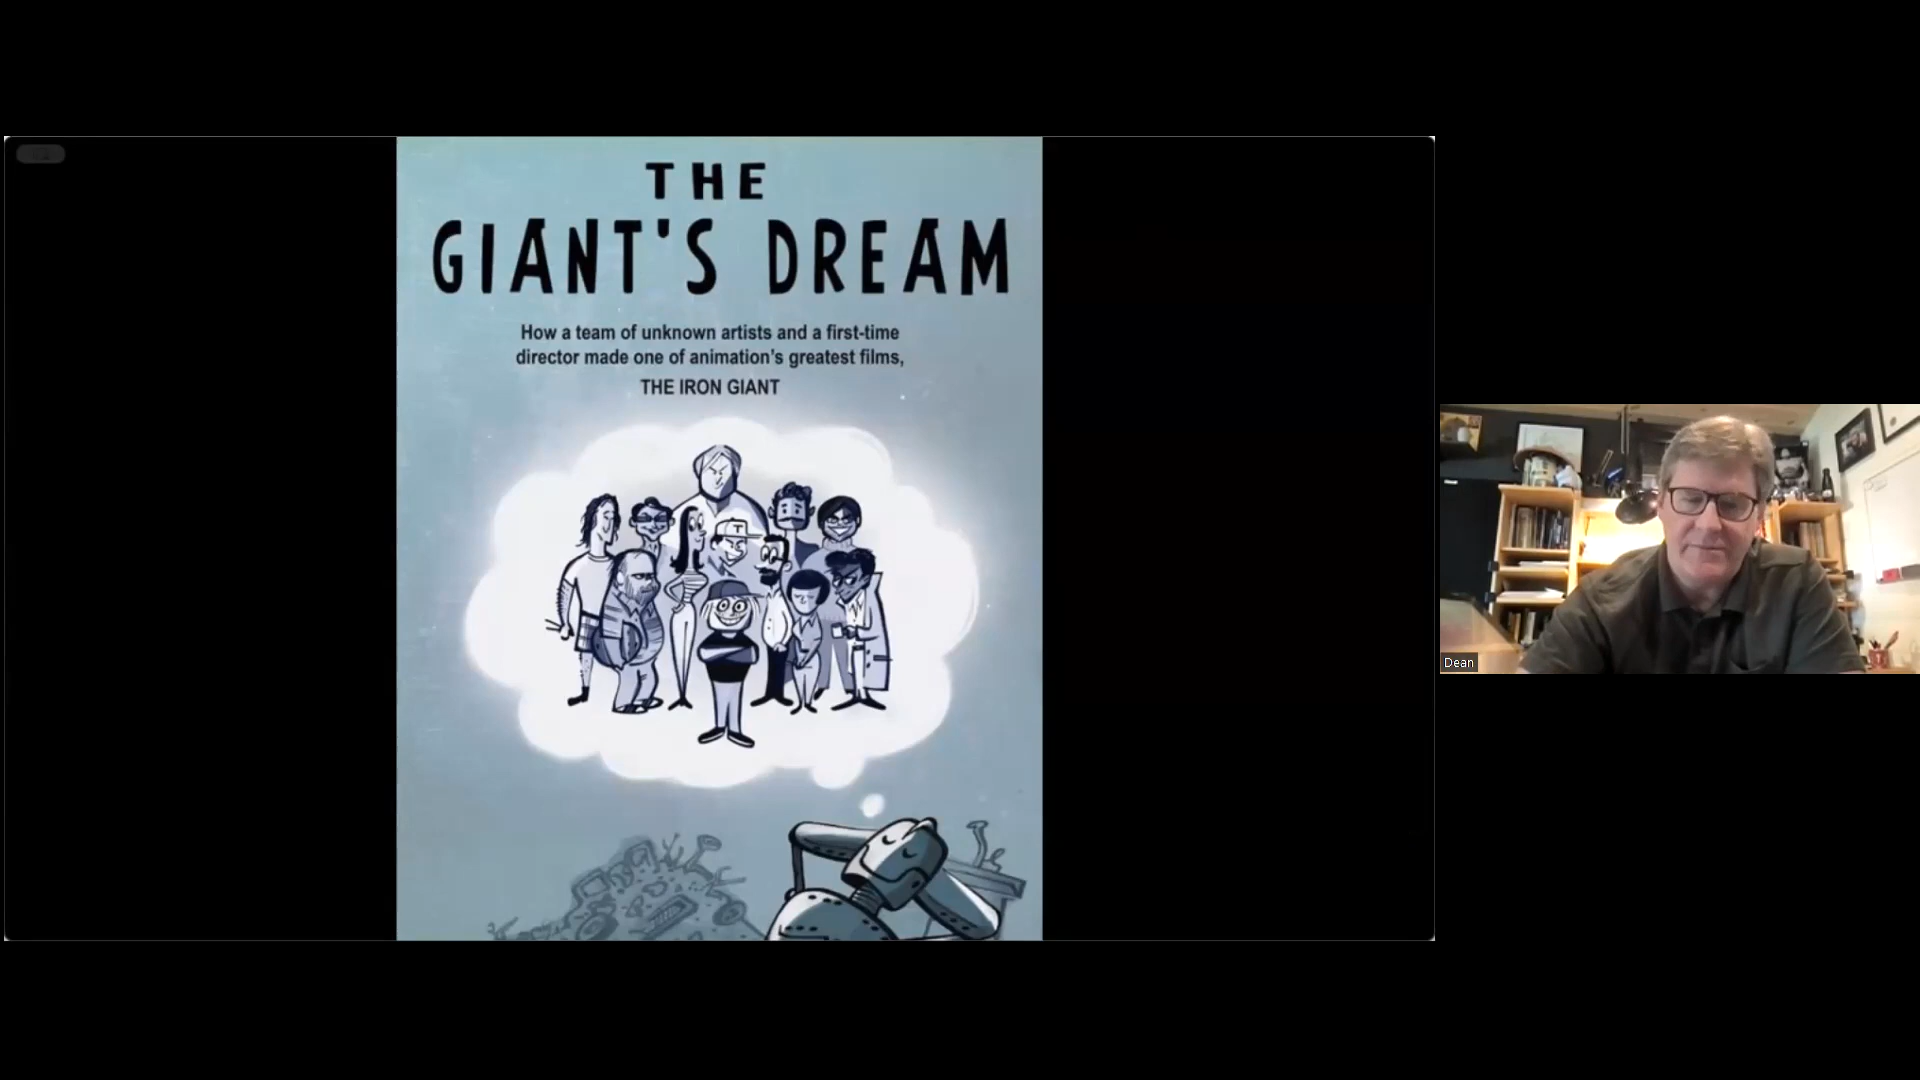 THE
GIANT'S DREAM
How a team of unknown artists and a first-time
director made one of animation's greatest films,
THE IRON GIANT
T
Dean